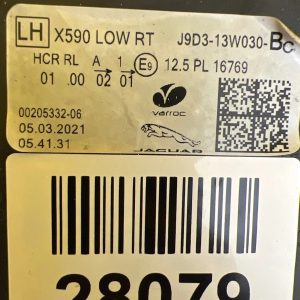 LH X590 LOW RT J9D3-13W030-BC
HCR RL A 1 E9 12.5 PL 16769
01 .00 02 01
00205332-06
05.03.2021
05.41.31
varroc
JAGUAR
28079